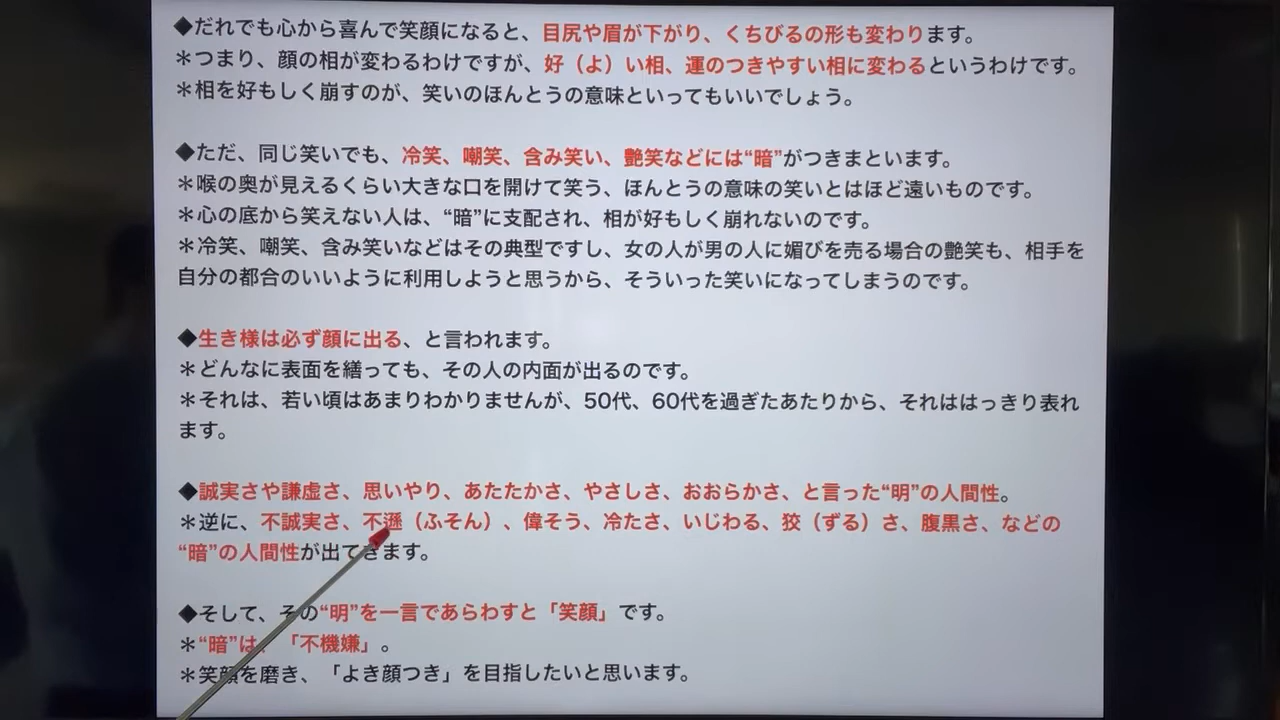 ◆だれでも心から喜んで笑顔になると、目尻や眉が下がり、くちびるの形も変わります。
＊つまり、顔の相が変わるわけですが、好（よ）い相、運のつきやすい相に変わるというわけです。
＊相を好もしく崩すのが、笑いのほんとうの意味といってもいいでしょう。
◆ただ、同じ笑いでも、冷笑、嘲笑、含み笑い、艶笑などには“暗”がつきまといます。
＊喉の奥が見えるくらい大きな口を開けて笑う、ほんとうの意味の笑いとはほど遠いものです。
＊心の底から笑えない人は、“暗”に支配され、相が好もしく崩れないのです。
＊冷笑、嘲笑、含み笑いなどはその典型ですし、女の人が男の人に媚びを売る場合の艶笑も、相手を
自分の都合のいいように利用しようと思うから、そういった笑いになってしまうのです。
◆生き様は必ず顔に出る、と言われます。
＊どんなに表面を繕っても、その人の内面が出るのです。
＊それは、若い頃はあまりわかりませんが、50代、60代を過ぎたあたりから、それははっきり表れ
ます。
◆誠実さや謙虚さ、思いやり、あたたかさ、やさしさ、おおらかさ、と言った“明”の人間性。
＊逆に、不誠実さ、不遜（ふそん）、偉そう、冷たさ、いじわる、狡（ずる）さ、腹黒さ、などの
“暗”の人間性が出てきます。
◆そして、その“明”を一言であらわすと「笑顔」です。
＊“暗”は、「不機嫌」。
＊笑顔を磨き、「よき顔つき」を目指したいと思います。